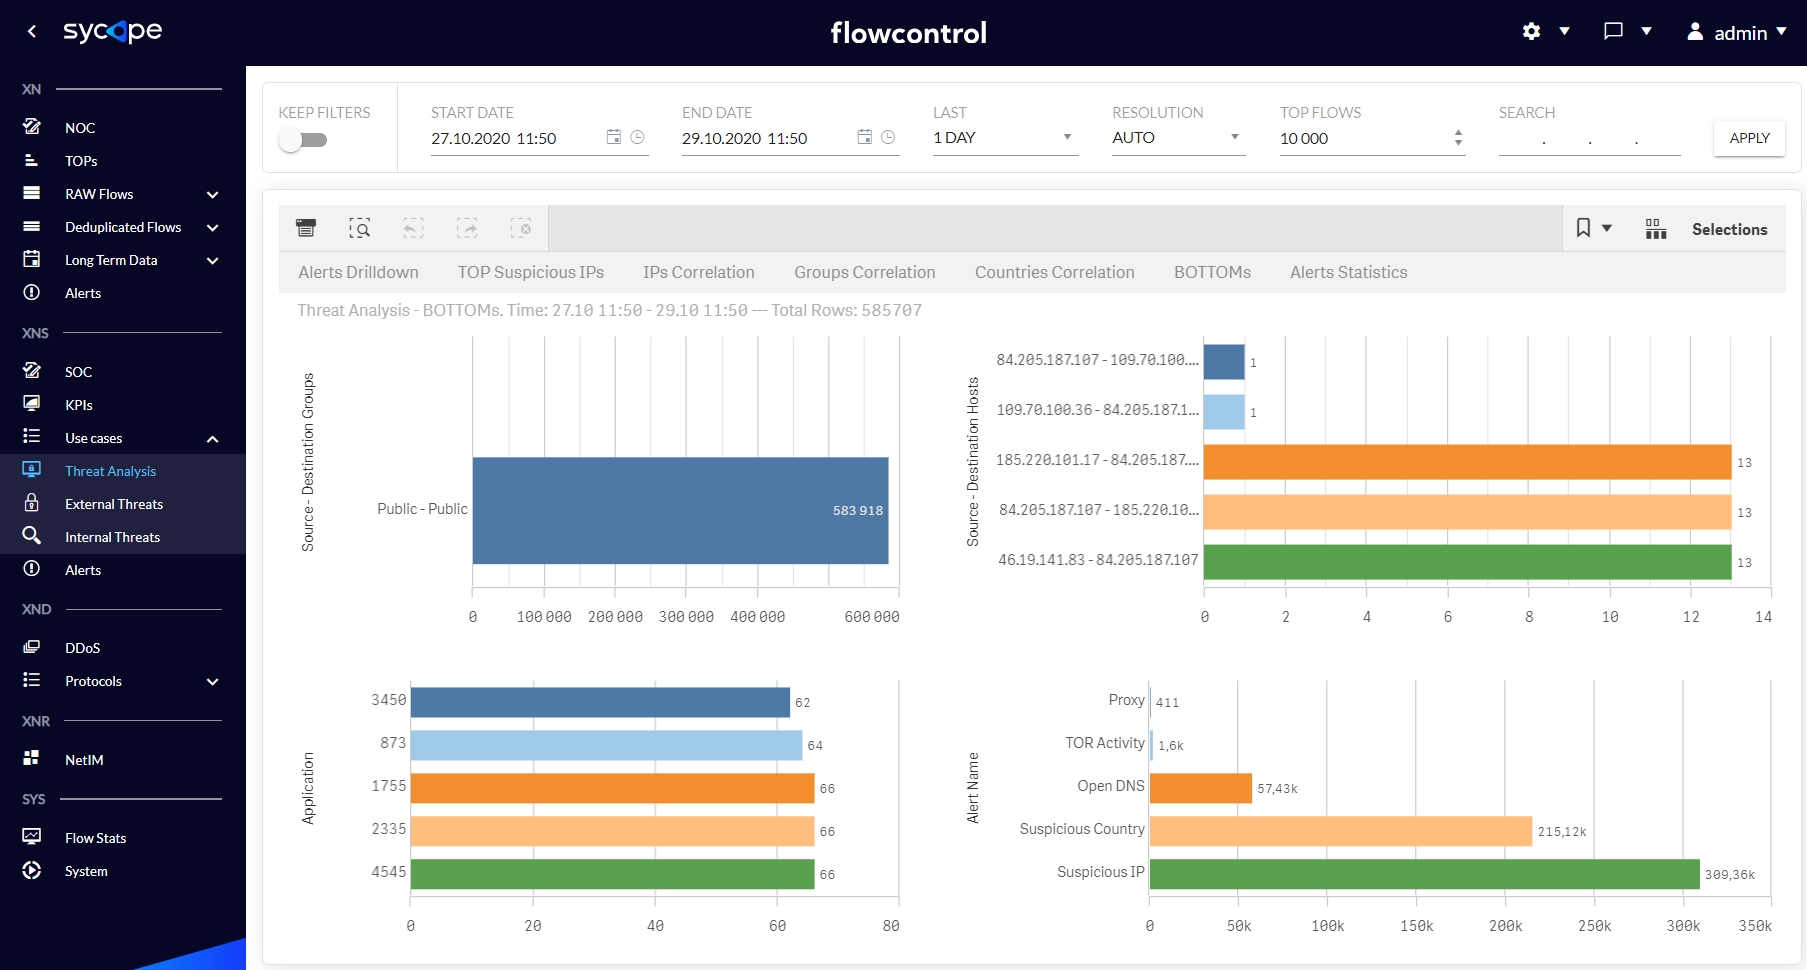 sycope
flowcontrol
admin
XN
NOC
TOPs
RAW Flows
Deduplicated Flows
Long Term Data
Alerts
XNS
SOC
KPIs
Use cases
Threat Analysis
External Threats
Internal Threats
Alerts
XND
DDoS
Protocols
XNR
NetIM
SYS
Flow Stats
System
KEEP FILTERS
START DATE
27.10.2020 11:50
END DATE
29.10.2020 11:50
LAST
1 DAY
RESOLUTION
AUTO
TOP FLOWS
10 000
SEARCH
. . .
APPLY
Selections
Alerts Drilldown TOP Suspicious IPs IPs Correlation Groups Correlation Countries Correlation BOTTOMs Alerts Statistics
Threat Analysis - BOTTOMs. Time: 27.10 11:50 - 29.10 11:50 --- Total Rows: 585707
Source - Destination Groups
Public - Public 583 918
0 100 000 200 000 300 000 400 000 600 000
Source - Destination Hosts
84.205.187.107 - 109.70.100.... 1
109.70.100.36 - 84.205.187.1... 1
185.220.101.17 - 84.205.187.... 13
84.205.187.107 - 185.220.10... 13
46.19.141.83 - 84.205.187.107 13
0 2 4 6 8 10 12 14
Application
3450 62
873 64
1755 66
2335 66
4545 66
0 20 40 60 80
Alert Name
Proxy 411
TOR Activity 1,6k
Open DNS 57,43k
Suspicious Country 215,12k
Suspicious IP 309,36k
0 50k 100k 150k 200k 250k 300k 350k